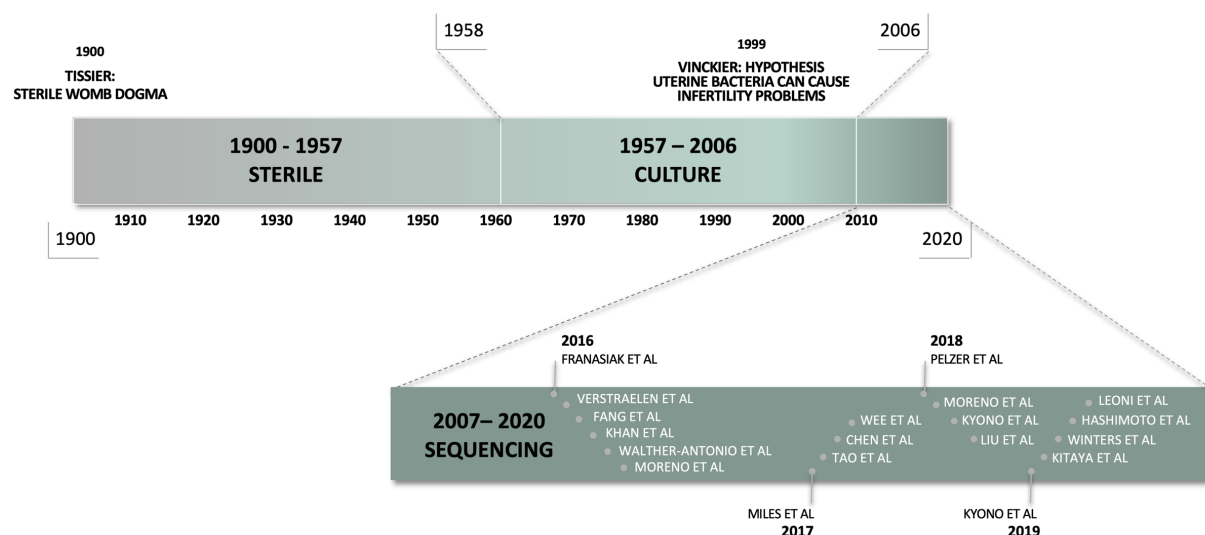 1958
2006
1900
TISSIER:
STERILE WOMB DOGMA
1999
VINCKIER: HYPOTHESIS
UTERINE BACTERIA CAN CAUSE
INFERTILITY PROBLEMS
1900 - 1957
STERILE
1957 – 2006
CULTURE
1910 1920 1930 1940 1950 1960 1970 1980 1990 2000 2010
1900
2020
2016
FRANASIAK ET AL
2018
PELZER ET AL
2007– 2020
SEQUENCING
VERSTRAELEN ET AL
FANG ET AL
KHAN ET AL
WALTHER-ANTONIO ET AL
MORENO ET AL
WEE ET AL
CHEN ET AL
TAO ET AL
MORENO ET AL
KYONO ET AL
LIU ET AL
LEONI ET AL
HASHIMOTO ET AL
WINTERS ET AL
KITAYA ET AL
MILES ET AL
2017
KYONO ET AL
2019